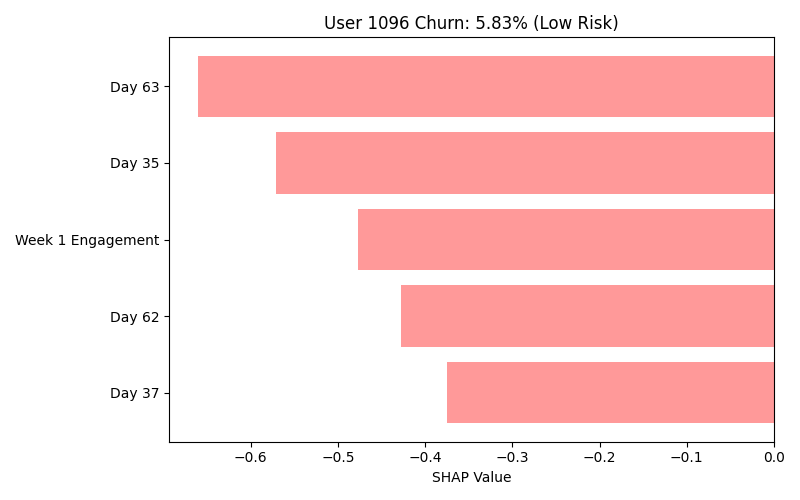 User 1096 Churn: 5.83% (Low Risk)
Day 63
Day 35
Week 1 Engagement
Day 62
Day 37
−0.6 −0.5 −0.4 −0.3 −0.2 −0.1 0.0
SHAP Value